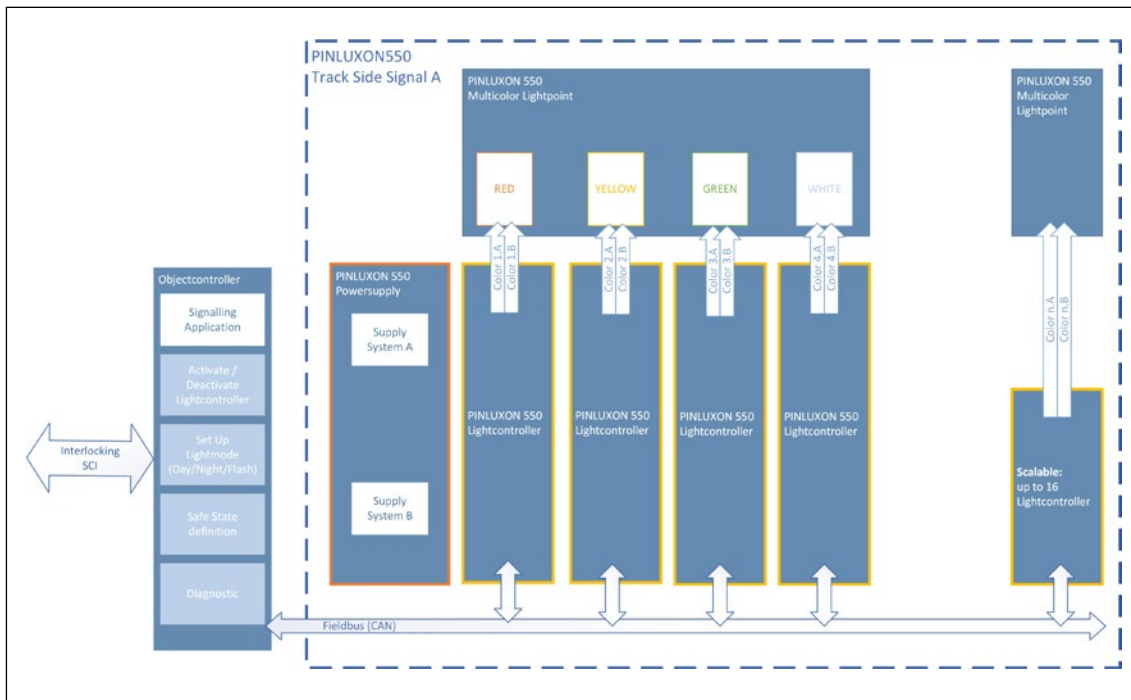 PINLUXON550
Track Side Signal A
PINLUXON 550
Multicolor Lightpoint
RED
YELLOW
GREEN
WHITE
PINLUXON 550
Multicolor
Lightpoint
Color 1.A
Color 1.B
Color 2.A
Color 2.B
Color 3.A
Color 3.B
Color 4.A
Color 4.B
Color n.A
Color n.B
Objectcontroller
Signalling
Application
Activate /
Deactivate
Lightcontroller
Set Up
Lightmode
(Day/Night/Flash)
Safe State
definition
Diagnostic
Interlocking
SCI
PINLUXON 550
Powersupply
Supply
System A
Supply
System B
PINLUXON 550
Lightcontroller
PINLUXON 550
Lightcontroller
PINLUXON 550
Lightcontroller
PINLUXON 550
Lightcontroller
Scalable:
up to 16
Lightcontroller
Fieldbus (CAN)